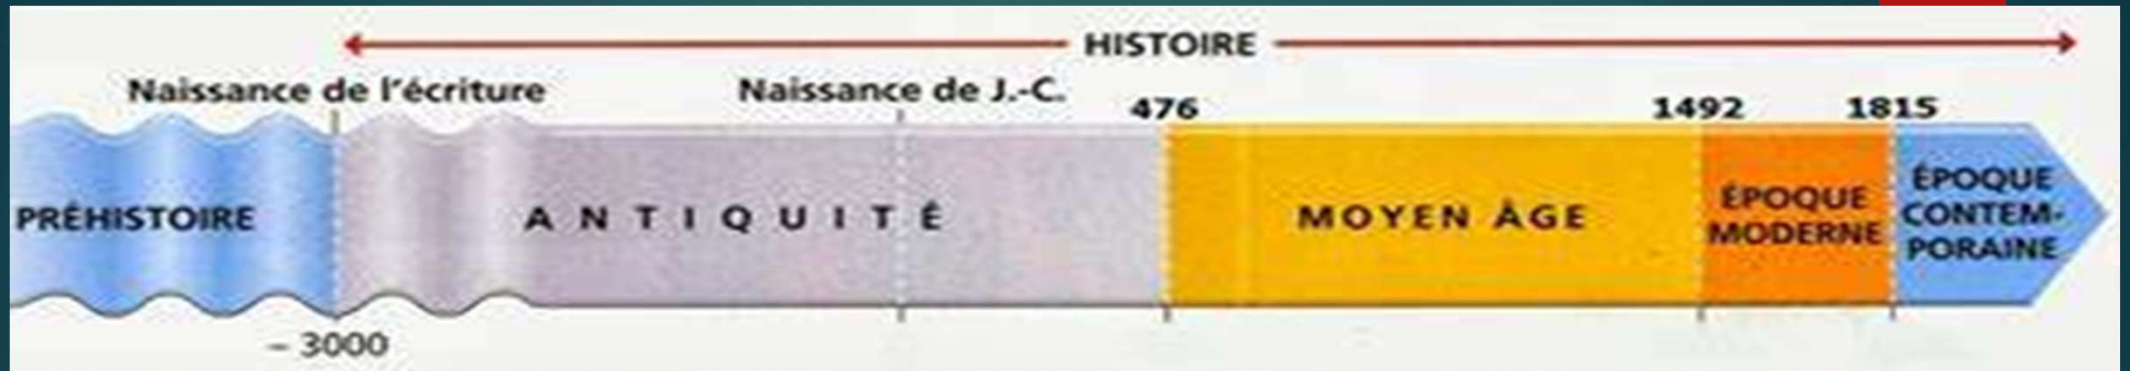 HISTOIRE
Naissance de l'écriture
Naissance de J.-C.
476
1492
1815
PRÉHISTOIRE
ANTIQUITÉ
MOYEN ÂGE
ÉPOQUE
MODERNE
ÉPOQUE
CONTEM-
PORAINE
– 3000